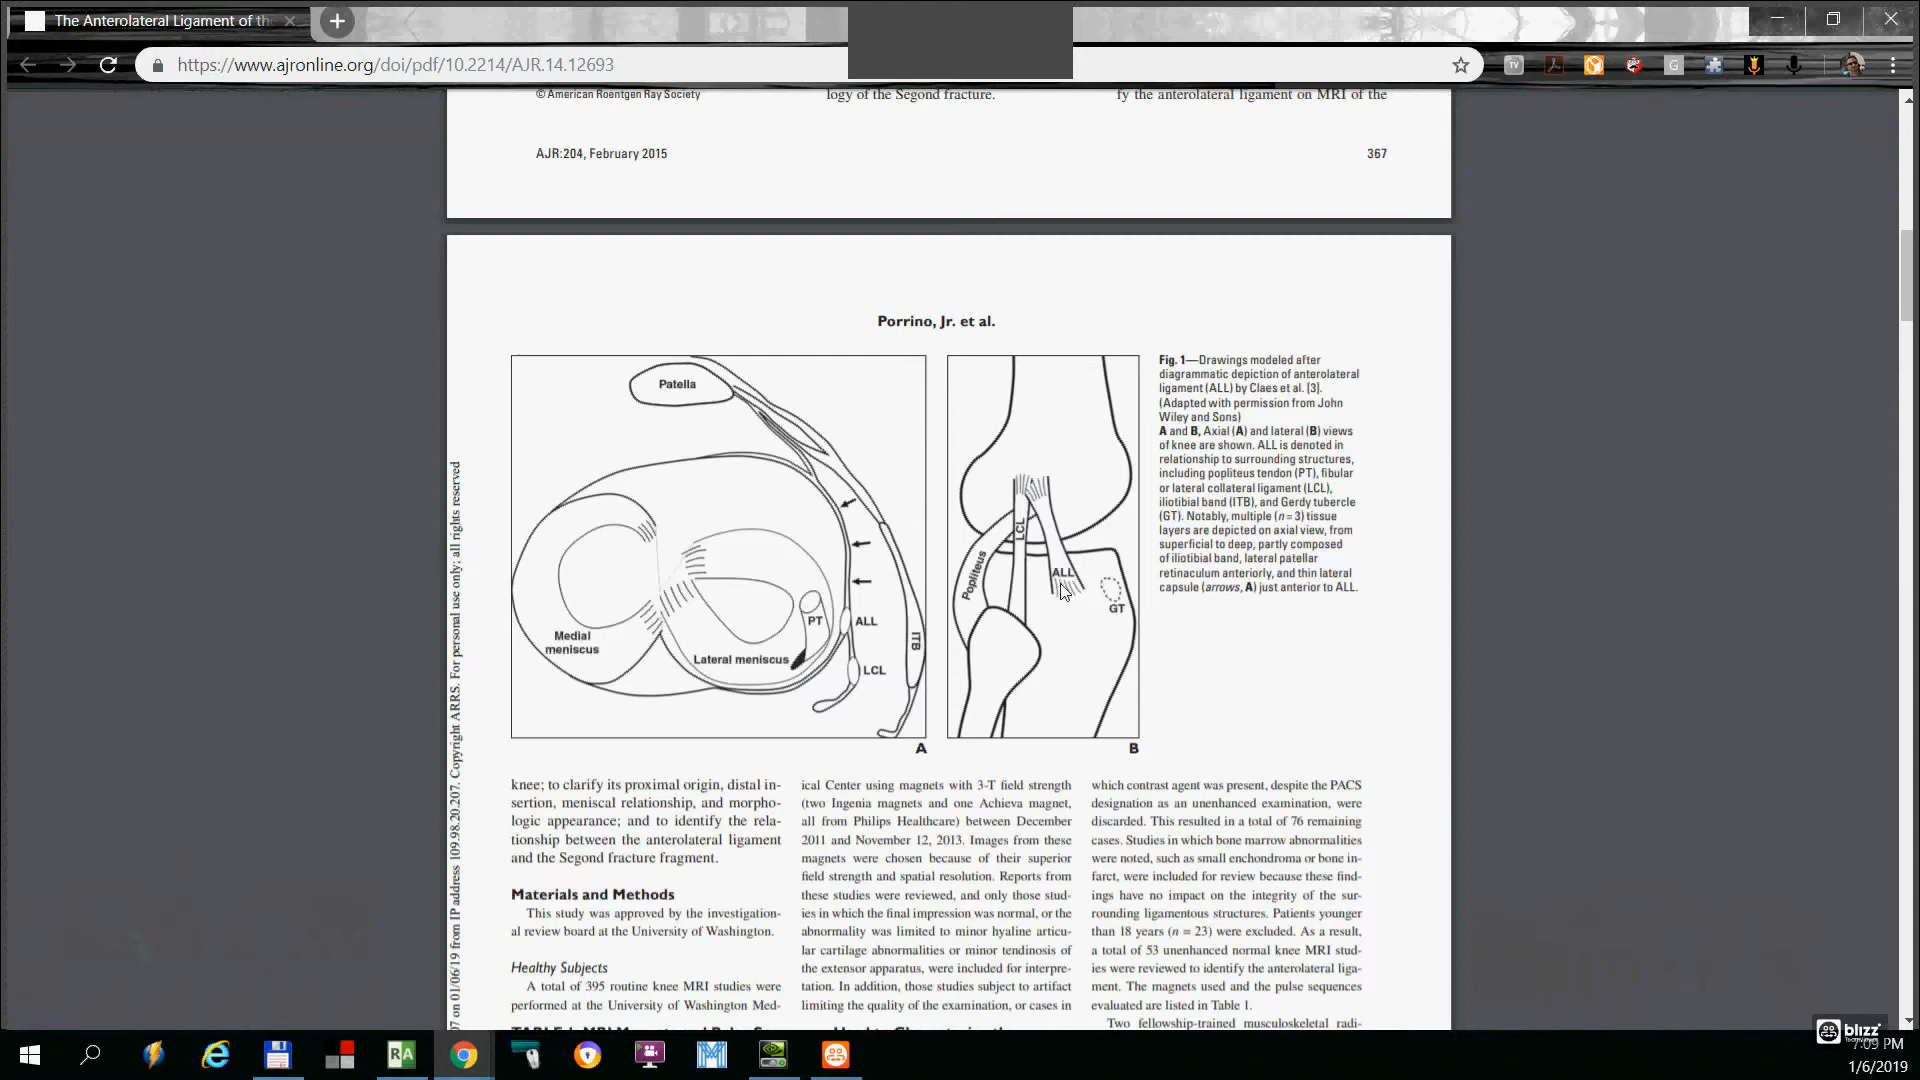 The Anterolateral Ligament of th
https://www.ajronline.org/doi/pdf/10.2214/AJR.14.12693
© American Roentgen Ray Society
logy of the Segond fracture.
fy the anterolateral ligament on MRI of the
AJR:204, February 2015
367
Porrino, Jr. et al.
Patella
Medial
meniscus
Lateral meniscus
PT
ALL
LCL
ITB
A
LCL
Popliteus
ALL
GT
B
Fig. 1—Drawings modeled after
diagrammatic depiction of anterolateral
ligament (ALL) by Claes et al. [3].
(Adapted with permission from John
Wiley and Sons)
A and B, Axial (A) and lateral (B) views
of knee are shown. ALL is denoted in
relationship to surrounding structures,
including popliteus tendon (PT), fibular
or lateral collateral ligament (LCL),
iliotibial band (ITB), and Gerdy tubercle
(GT). Notably, multiple (n = 3) tissue
layers are depicted on axial view, from
superficial to deep, partly composed
of iliotibial band, lateral patellar
retinaculum anteriorly, and thin lateral
capsule (arrows, A) just anterior to ALL.
07 on 01/06/19 from IP address 109.98.20.207. Copyright ARRS. For personal use only; all rights reserved
knee; to clarify its proximal origin, distal in-
sertion, meniscal relationship, and morpho-
logic appearance; and to identify the rela-
tionship between the anterolateral ligament
and the Segond fracture fragment.
Materials and Methods
This study was approved by the investigation-
al review board at the University of Washington.
Healthy Subjects
A total of 395 routine knee MRI studies were
performed at the University of Washington Med-
ical Center using magnets with 3-T field strength
(two Ingenia magnets and one Achieva magnet,
all from Philips Healthcare) between December
2011 and November 12, 2013. Images from these
magnets were chosen because of their superior
field strength and spatial resolution. Reports from
these studies were reviewed, and only those stud-
ies in which the final impression was normal, or the
abnormality was limited to minor hyaline articu-
lar cartilage abnormalities or minor tendinosis of
the extensor apparatus, were included for interpre-
tation. In addition, those studies subject to artifact
limiting the quality of the examination, or cases in
which contrast agent was present, despite the PACS
designation as an unenhanced examination, were
discarded. This resulted in a total of 76 remaining
cases. Studies in which bone marrow abnormalities
were noted, such as small enchondroma or bone in-
farct, were included for review because these find-
ings have no impact on the integrity of the sur-
rounding ligamentous structures. Patients younger
than 18 years (n = 23) were excluded. As a result,
a total of 53 unenhanced normal knee MRI stud-
ies were reviewed to identify the anterolateral liga-
ment. The magnets used and the pulse sequences
evaluated are listed in Table 1.
Two fellowship-trained musculoskeletal radi-
blizz
7:09 PM
1/6/2019